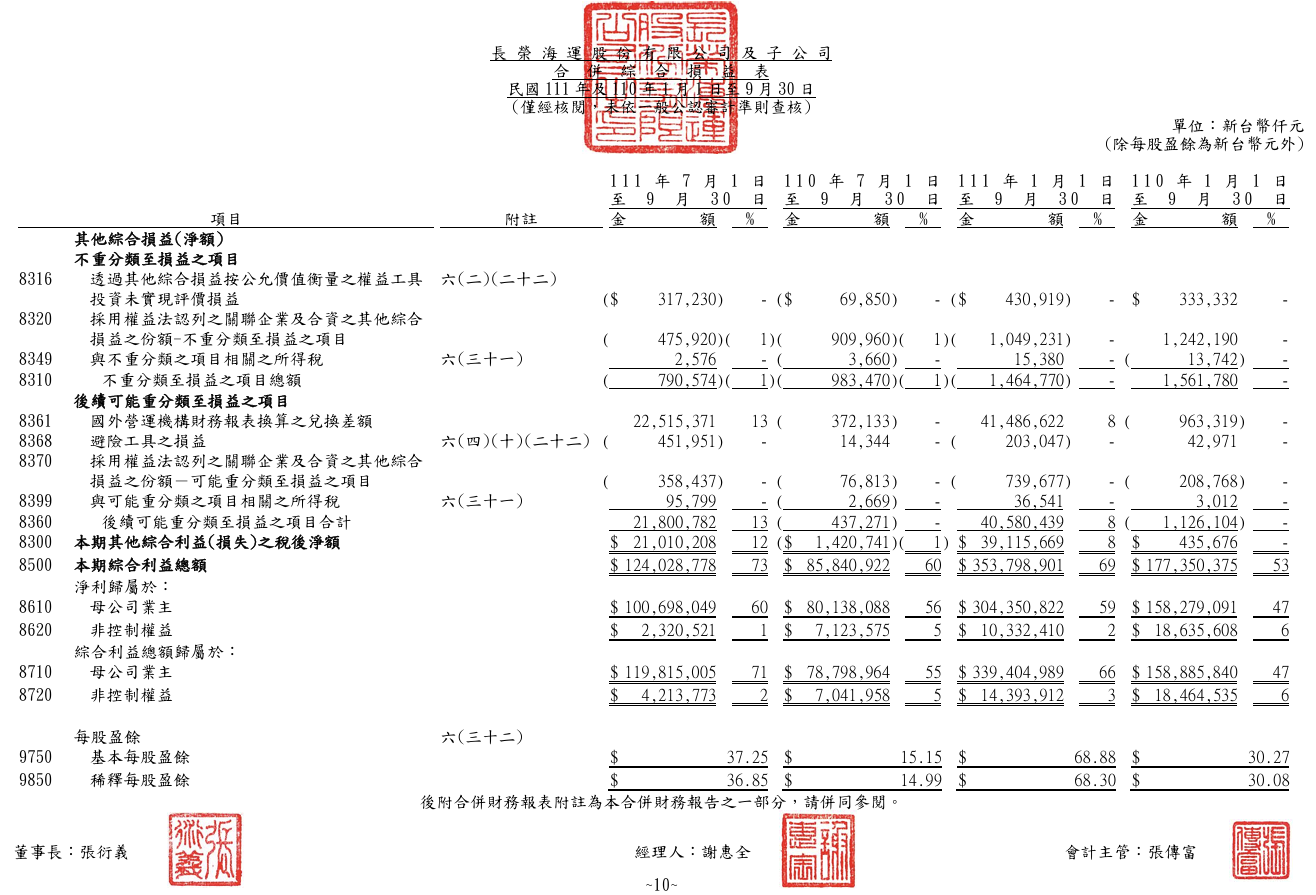 長榮海運股份有限公司及子公司
合併綜合損益表
民國111年及110年1月1日至9月30日
(僅經核閱，未依一般公認審計準則查核)
單位：新台幣仟元
(除每股盈餘為新台幣元外)
111 年 7 月 1 日 110 年 7 月 1 日 111 年 1 月 1 日 110 年 1 月 1 日
至 9 月 30 日 至 9 月 30 日 至 9 月 30 日 至 9 月 30 日
項目 附註 金 額 % 金 額 % 金 額 % 金 額 %
其他綜合損益(淨額)
不重分類至損益之項目
8316 透過其他綜合損益按公允價值衡量之權益工具 六(二)(二十二)
投資未實現評價損益 ($ 317,230) - ($ 69,850) - ($ 430,919) - $ 333,332 -
8320 採用權益法認列之關聯企業及合資之其他綜合
損益之份額-不重分類至損益之項目 ( 475,920)( 1)( 909,960)( 1)( 1,049,231) - 1,242,190 -
8349 與不重分類之項目相關之所得稅 六(三十一) 2,576 - ( 3,660) - 15,380 - ( 13,742) -
8310 不重分類至損益之項目總額 ( 790,574)( 1)( 983,470)( 1)( 1,464,770) - 1,561,780 -
後續可能重分類至損益之項目
8361 國外營運機構財務報表換算之兌換差額 22,515,371 13 ( 372,133) - 41,486,622 8 ( 963,319) -
8368 避險工具之損益 六(四)(十)(二十二) ( 451,951) - 14,344 - ( 203,047) - 42,971 -
8370 採用權益法認列之關聯企業及合資之其他綜合
損益之份額－可能重分類至損益之項目 ( 358,437) - ( 76,813) - ( 739,677) - ( 208,768) -
8399 與可能重分類之項目相關之所得稅 六(三十一) 95,799 - ( 2,669) - 36,541 - 3,012 -
8360 後續可能重分類至損益之項目合計 21,800,782 13 ( 437,271) - 40,580,439 8 ( 1,126,104) -
8300 本期其他綜合利益(損失)之稅後淨額 $ 21,010,208 12 ($ 1,420,741)( 1) $ 39,115,669 8 $ 435,676 -
8500 本期綜合利益總額 $ 124,028,778 73 $ 85,840,922 60 $ 353,798,901 69 $ 177,350,375 53
淨利歸屬於：
8610 母公司業主 $ 100,698,049 60 $ 80,138,088 56 $ 304,350,822 59 $ 158,279,091 47
8620 非控制權益 $ 2,320,521 1 $ 7,123,575 5 $ 10,332,410 2 $ 18,635,608 6
綜合利益總額歸屬於：
8710 母公司業主 $ 119,815,005 71 $ 78,798,964 55 $ 339,404,989 66 $ 158,885,840 47
8720 非控制權益 $ 4,213,773 2 $ 7,041,958 5 $ 14,393,912 3 $ 18,464,535 6
每股盈餘 六(三十二)
9750 基本每股盈餘 $ 37.25 $ 15.15 $ 68.88 $ 30.27
9850 稀釋每股盈餘 $ 36.85 $ 14.99 $ 68.30 $ 30.08
後附合併財務報表附註為本合併財務報告之一部分，請併同參閱。
董事長：張衍義 經理人：謝惠全 會計主管：張傳富
~10~